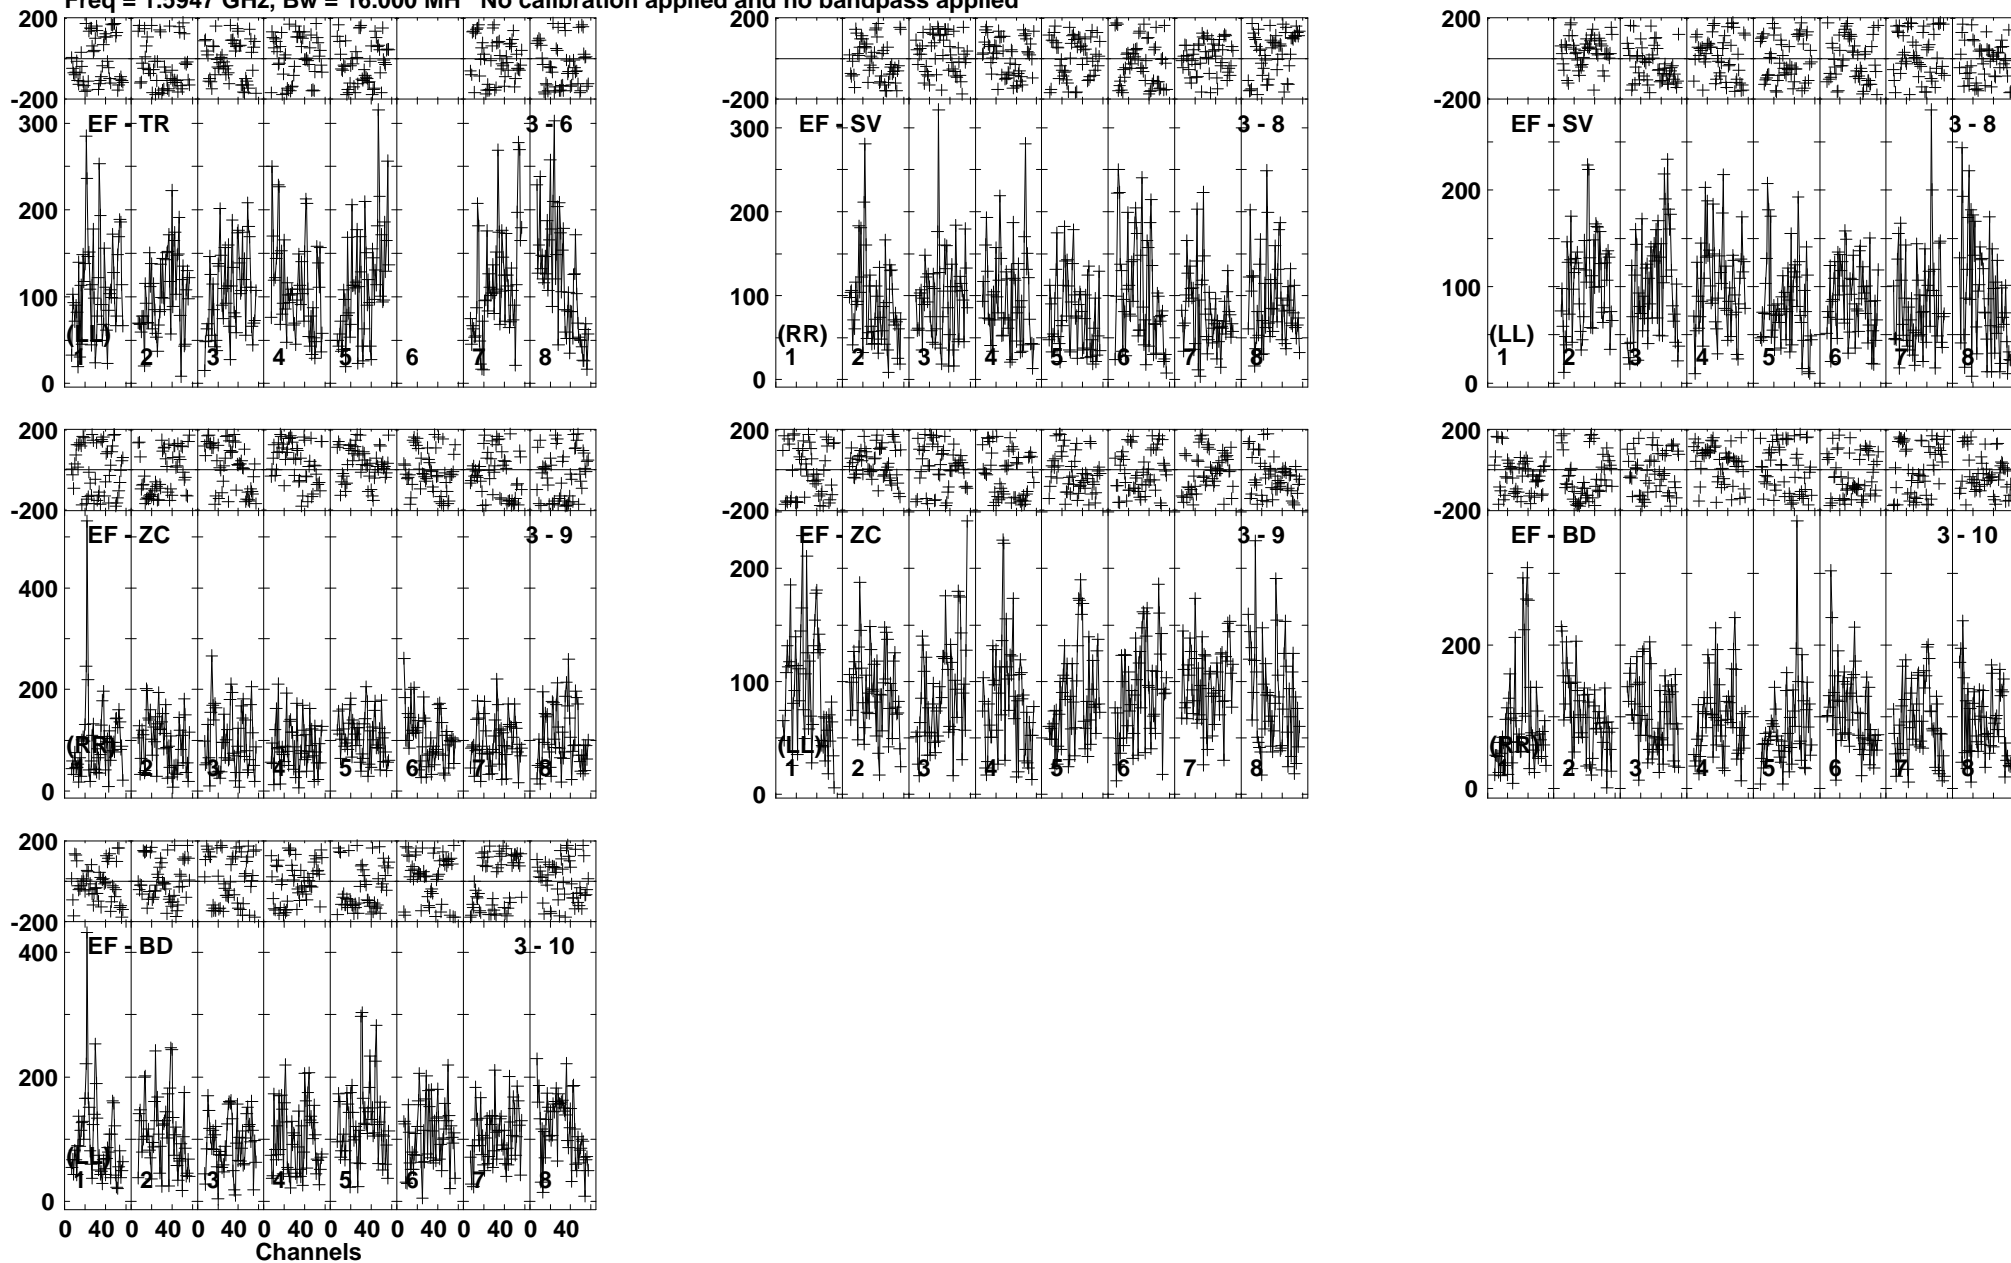 Freq = 1.5947 GHz, Bw = 16.000 MH No calibration applied and no bandpass applied
200
-200
EF - TR 3 - 6
300
200
100
0
(LL)
1 2 3 4 5 6 7 8
200
-200
EF - SV 3 - 8
300
200
100
0
(RR)
1 2 3 4 5 6 7 8
200
-200
EF - SV 3 - 8
200
100
0
(LL)
1 2 3 4 5 6 7 8
200
-200
EF - ZC 3 - 9
400
200
0
(RR)
1 2 3 4 5 6 7 8
200
-200
EF - ZC 3 - 9
200
100
0
(LL)
1 2 3 4 5 6 7 8
200
-200
EF - BD 3 - 10
200
0
(RR)
1 2 3 4 5 6 7 8
200
-200
EF - BD 3 - 10
400
200
0
(LL)
1 2 3 4 5 6 7 8
0 40 0 40 0 40 0 40 0 40 0 40 0 40 0 40
Channels